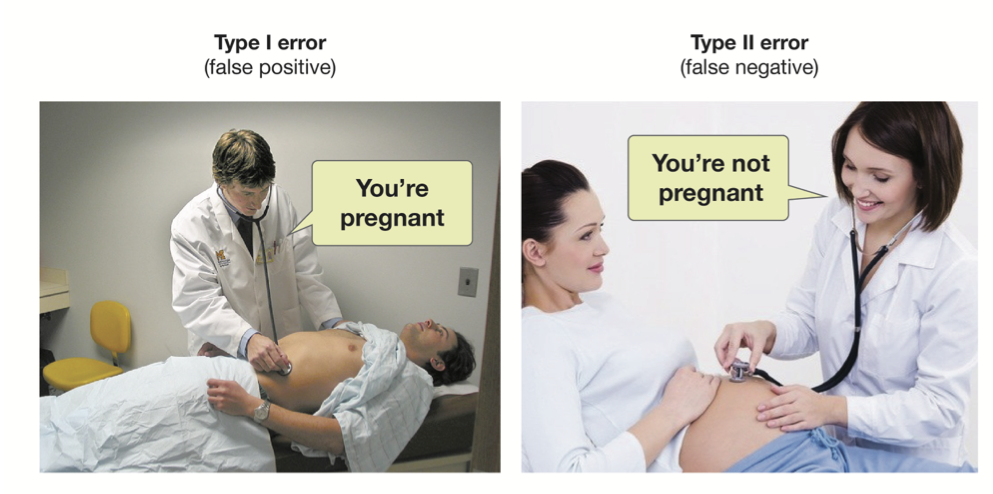 Type I error
(false positive)
Type II error
(false negative)
You're
pregnant
You're not
pregnant